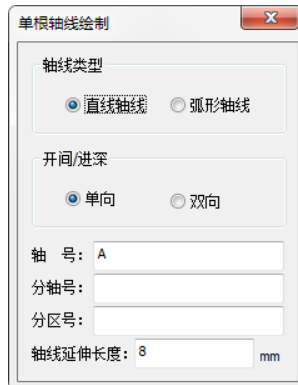 单根轴线绘制
轴线类型
直线轴线 弧形轴线
开间/进深
单向 双向
轴 号: A
分轴号:
分区号:
轴线延伸长度: 8 mm